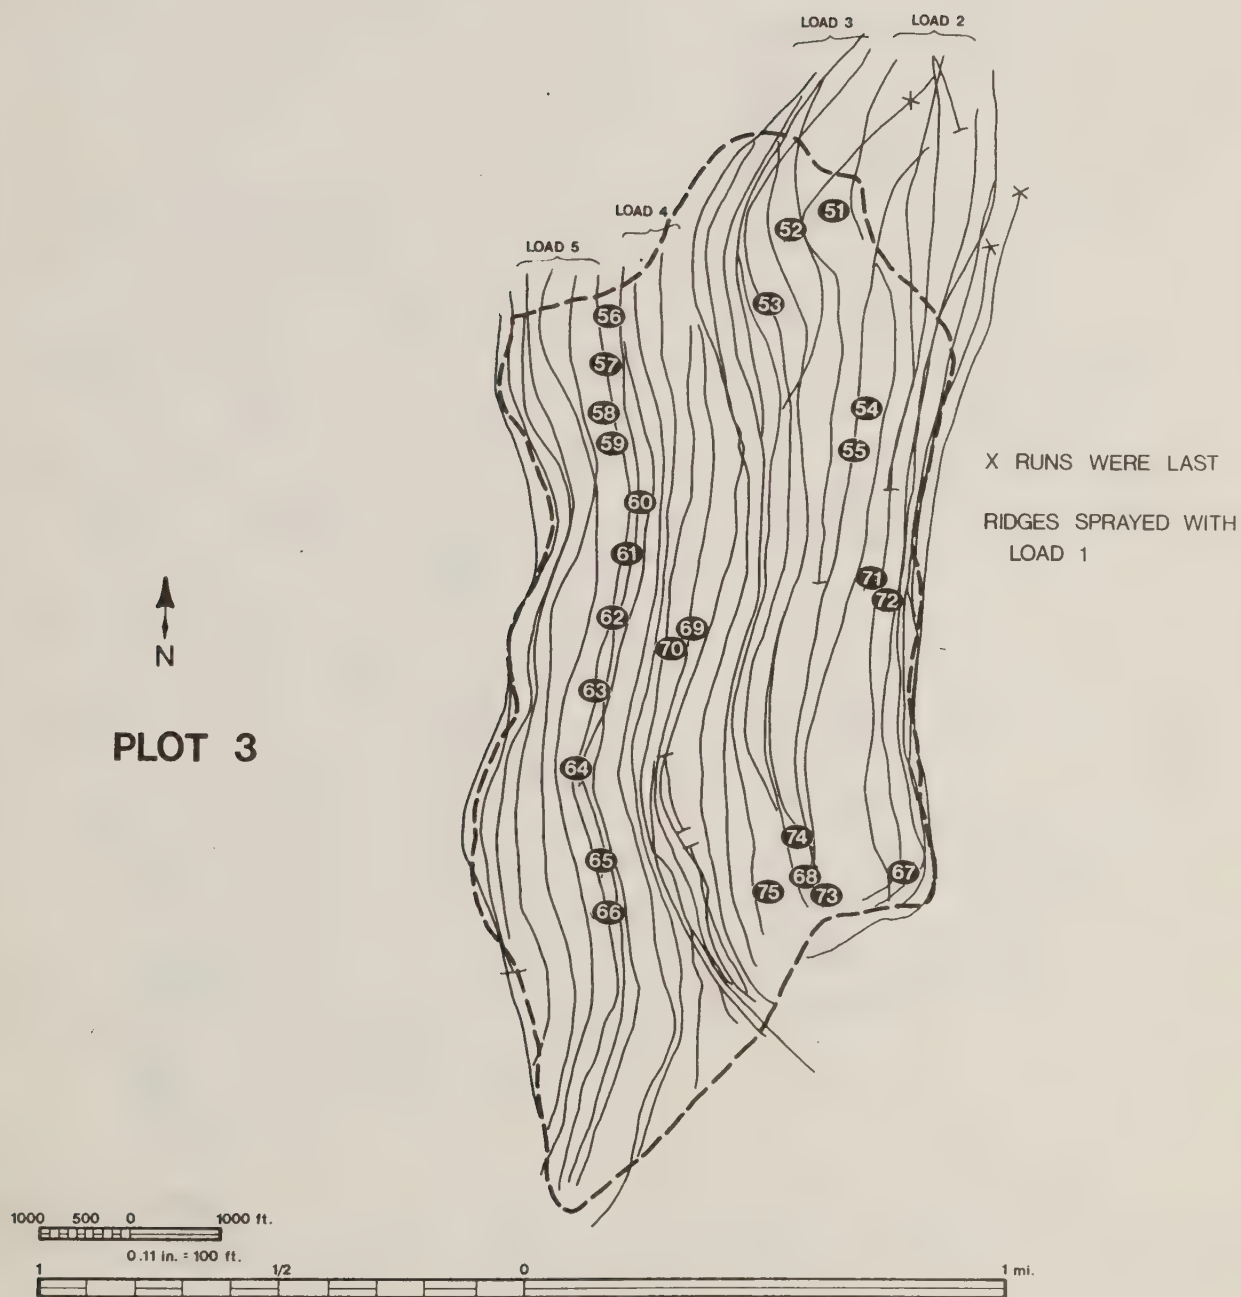 LOAD 3
LOAD 2
LOAD 4
LOAD 5
51
52
53
56
57
54
58
59
55
X RUNS WERE LAST
60
RIDGES SPRAYED WITH
LOAD 1
61
71
72
62
69
70
N
63
PLOT 3
64
74
65
67
68
75
73
66
1000 500 0 1000 ft.
0.11 in. = 100 ft.
1 1/2 0 1 mi.